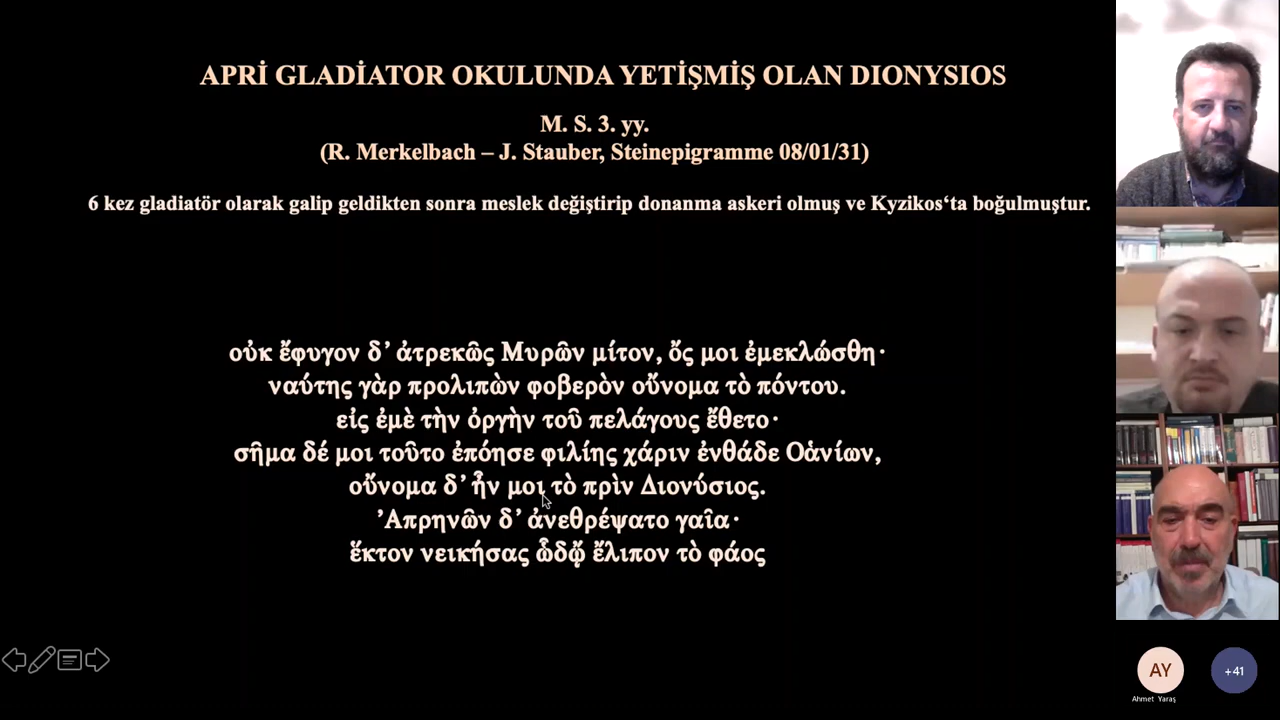 APRİ GLADİATOR OKULUNDA YETİŞMİŞ OLAN DIONYSIOS
M. S. 3. yy.
(R. Merkelbach – J. Stauber, Steinepigramme 08/01/31)
6 kez gladiatör olarak galip geldikten sonra meslek değiştirip donanma askeri olmuş ve Kyzikos‘ta boğulmuştur.
οὐκ ἔφυγον δ’ ἀτρεκῶς Μυρῶν μίτον, ὅς μοι ἐμεκλώσθη·
ναύτης γὰρ προλιπὼν φοβερὸν οὔνομα τὸ πόντου.
εἰς ἐμὲ τὴν ὀργὴν τοῦ πελάγους ἔθετο·
σῆμα δέ μοι τοῦτο ἐπόησε φιλίης χάριν ἐνθάδε Οὐανίων,
οὔνομα δ’ ἦν μοι τὸ πρὶν Διονύσιος.
’Απρηνῶν δ’ ἀνεθρέψατο γαῖα·
ἕκτον νεικήσας ὧδῴ ἔλιπον τὸ φάος
AY
+41
Ahmet Yaraş